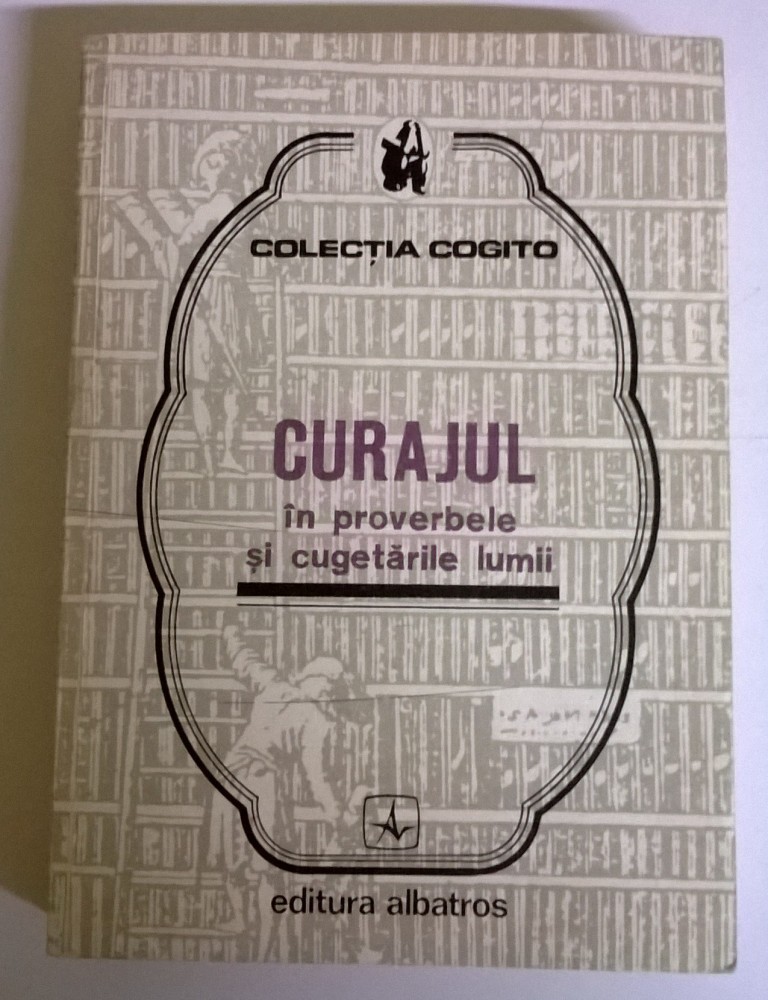 COLECȚIA COGITO
CURAJUL
în proverbele
și cugetările lumii
editura albatros